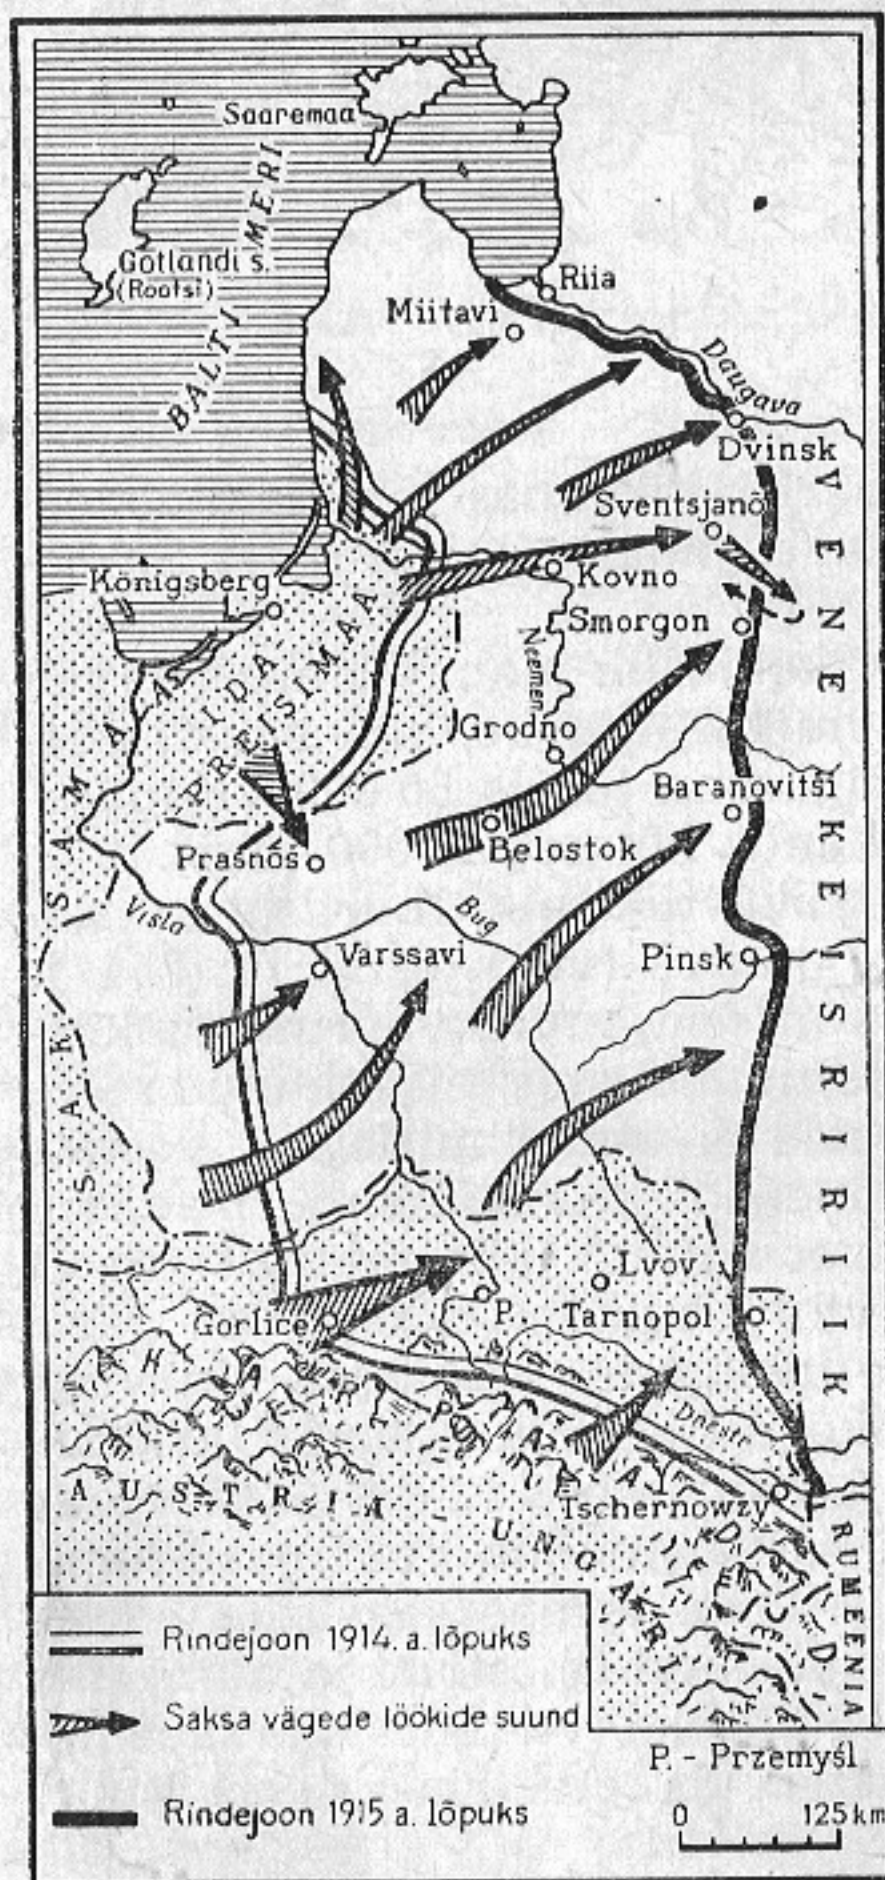 Saaremaa
BALTI MERI
Gotlandi s.
(Rootsi)
Riia
Miitavi
Daugava
Dvinsk
Sventsjanõ
Kovno
Königsberg
Smorgon
Neemen
IDA-
PREISIMAA
Grodno
Baranovitši
Belostok
Prasnõš
Visla
Bug
Varssavi
Pinsk
SAKSAMAA
VENE KEISRIRIIK
Lvov
P.
Tarnopol
Gorlice
KARPAADID
Dnestr
Tschernowzy
AUSTRIA-UNGARI
RUMEENIA
Rindejoon 1914. a. lõpuks
Saksa vägede löökide suund
Rindejoon 1915 a. lõpuks
P. - Przemyśl
0 125 km